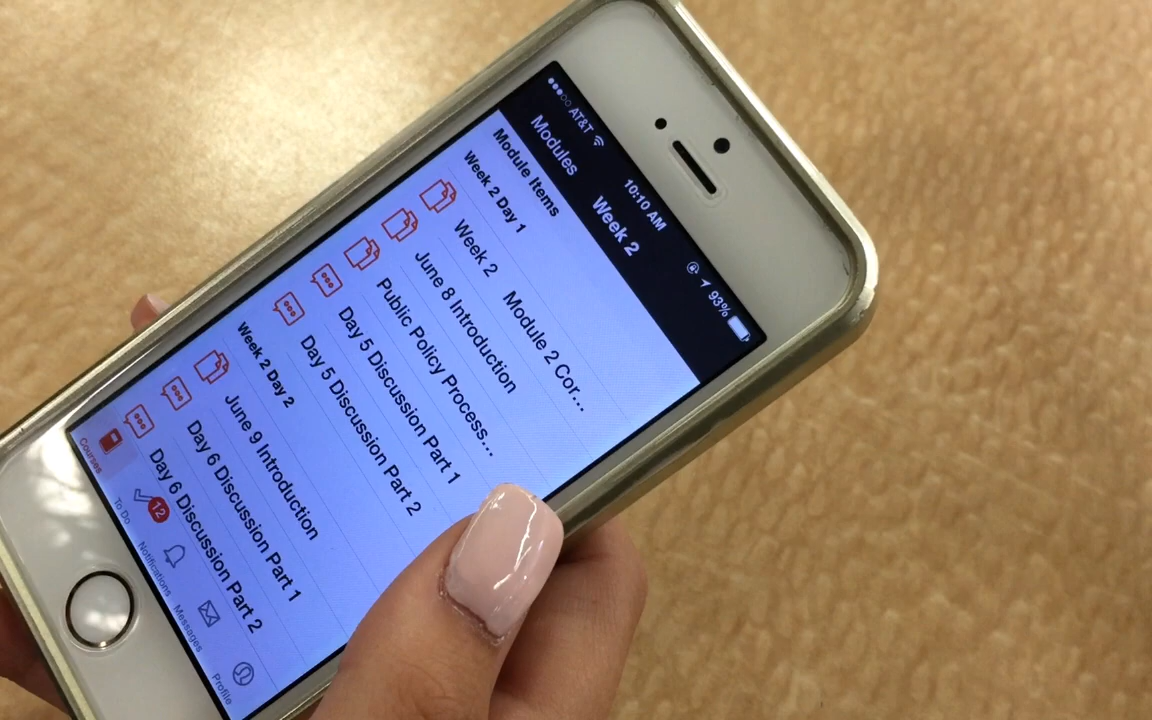 AT&T 10:10 AM 93%
Modules Week 2
Module Items
Week 2 Day 1
Week 2 Module 2 Cor...
June 8 Introduction
Public Policy Process...
Day 5 Discussion Part 1
Day 5 Discussion Part 2
Week 2 Day 2
June 9 Introduction
Day 6 Discussion Part 1
Day 6 Discussion Part 2
12
Courses To Do Notifications Messages Profile